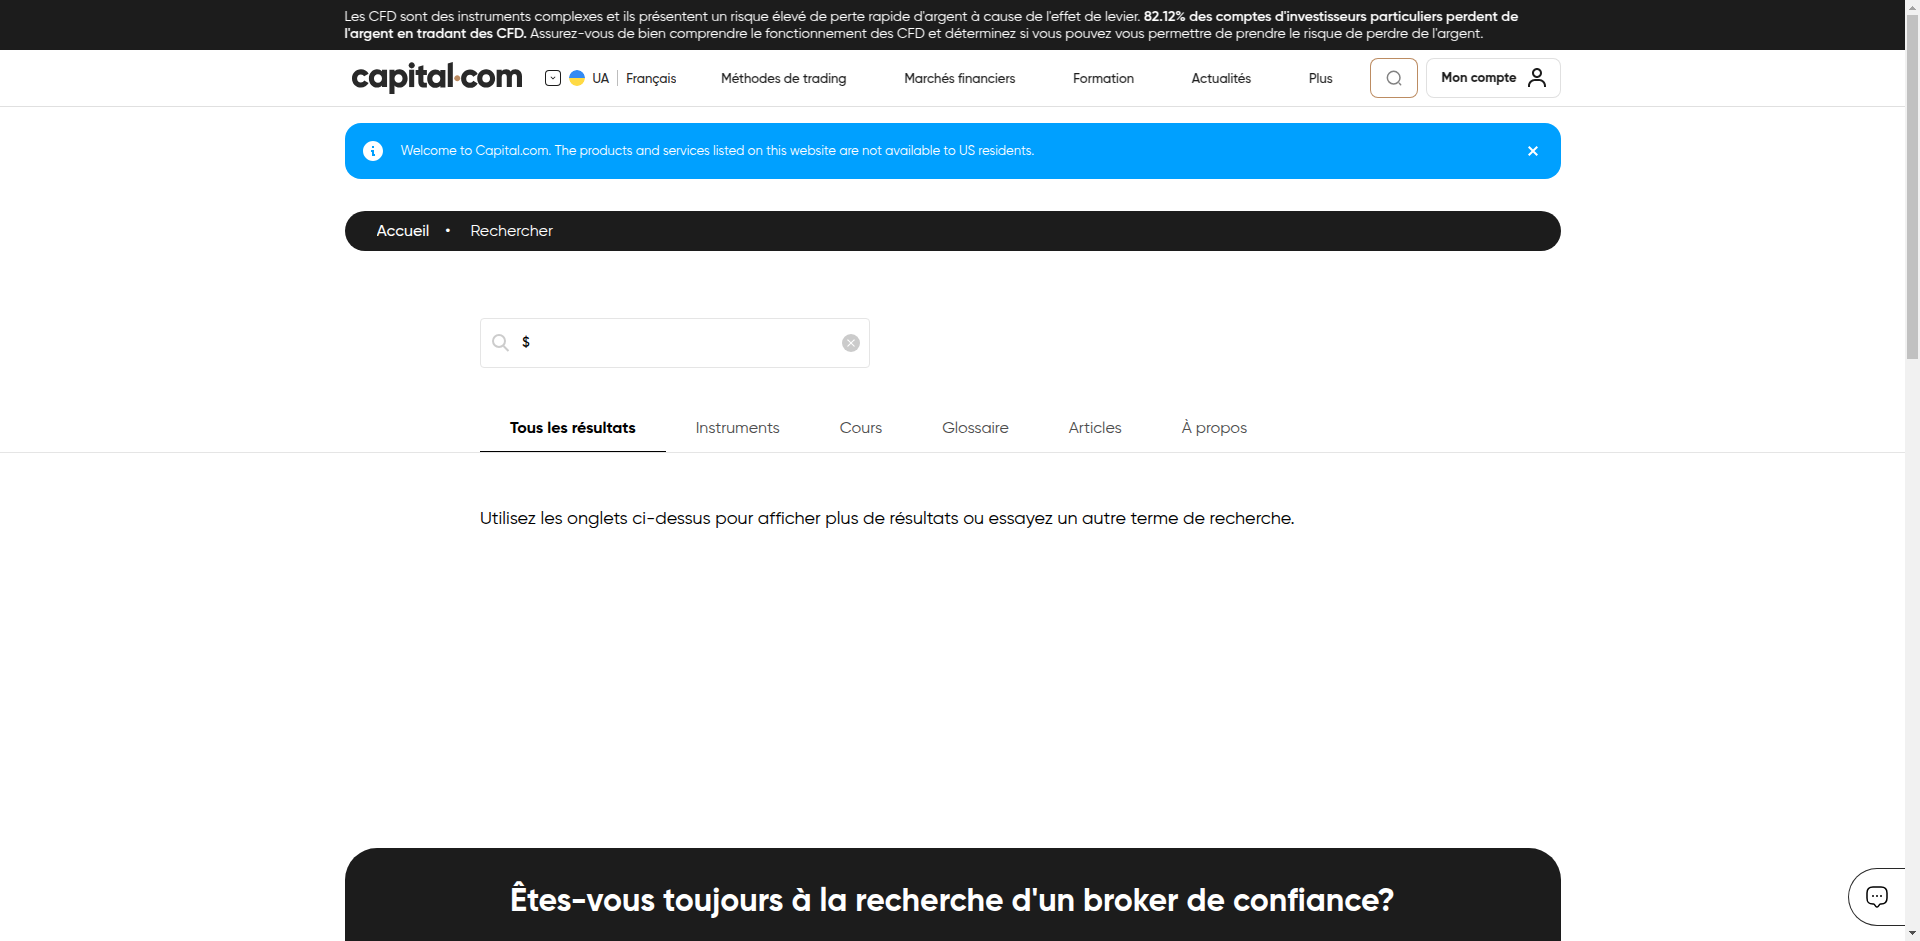 Les CFD sont des instruments complexes et ils présentent un risque élevé de perte rapide d'argent à cause de l'effet de levier. 82.12% des comptes d'investisseurs particuliers perdent de
l'argent en tradant des CFD. Assurez-vous de bien comprendre le fonctionnement des CFD et déterminez si vous pouvez vous permettre de prendre le risque de perdre de l'argent.
capital.com UA Français Méthodes de trading Marchés financiers Formation Actualités Plus Mon compte
Welcome to Capital.com. The products and services listed on this website are not available to US residents.
Accueil • Rechercher
$
Tous les résultats Instruments Cours Glossaire Articles À propos
Utilisez les onglets ci-dessus pour afficher plus de résultats ou essayez un autre terme de recherche.
Êtes-vous toujours à la recherche d'un broker de confiance?